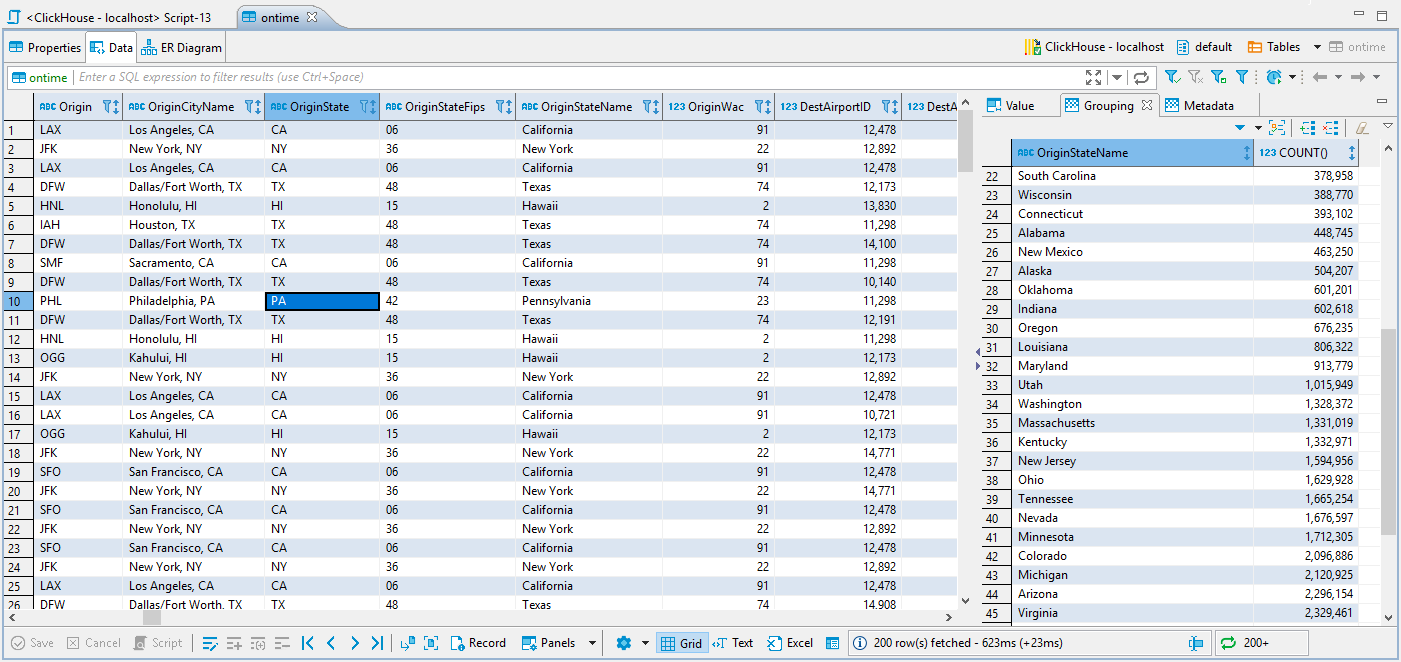 <ClickHouse - localhost> Script-13 ontime
Properties Data ER Diagram ClickHouse - localhost default Tables ontime
ontime Enter a SQL expression to filter results (use Ctrl+Space)
ABC Origin ABC OriginCityName ABC OriginState ABC OriginStateFips ABC OriginStateName 123 OriginWac 123 DestAirportID 123 DestA
1 LAX Los Angeles, CA CA 06 California 91 12,478
2 JFK New York, NY NY 36 New York 22 12,892
3 LAX Los Angeles, CA CA 06 California 91 12,478
4 DFW Dallas/Fort Worth, TX TX 48 Texas 74 12,173
5 HNL Honolulu, HI HI 15 Hawaii 2 13,830
6 IAH Houston, TX TX 48 Texas 74 11,298
7 DFW Dallas/Fort Worth, TX TX 48 Texas 74 14,100
8 SMF Sacramento, CA CA 06 California 91 11,298
9 DFW Dallas/Fort Worth, TX TX 48 Texas 74 10,140
10 PHL Philadelphia, PA PA 42 Pennsylvania 23 11,298
11 DFW Dallas/Fort Worth, TX TX 48 Texas 74 12,191
12 HNL Honolulu, HI HI 15 Hawaii 2 11,298
13 OGG Kahului, HI HI 15 Hawaii 2 12,173
14 JFK New York, NY NY 36 New York 22 12,892
15 LAX Los Angeles, CA CA 06 California 91 12,478
16 LAX Los Angeles, CA CA 06 California 91 10,721
17 OGG Kahului, HI HI 15 Hawaii 2 12,173
18 JFK New York, NY NY 36 New York 22 14,771
19 SFO San Francisco, CA CA 06 California 91 12,478
20 JFK New York, NY NY 36 New York 22 14,771
21 SFO San Francisco, CA CA 06 California 91 12,478
22 JFK New York, NY NY 36 New York 22 12,892
23 SFO San Francisco, CA CA 06 California 91 12,478
24 JFK New York, NY NY 36 New York 22 12,892
25 LAX Los Angeles, CA CA 06 California 91 12,478
26 DFW Dallas/Fort Worth, TX TX 48 Texas 74 14,908
Value Grouping Metadata
ABC OriginStateName 123 COUNT()
22 South Carolina 378,958
23 Wisconsin 388,770
24 Connecticut 393,102
25 Alabama 448,745
26 New Mexico 463,250
27 Alaska 504,207
28 Oklahoma 601,201
29 Indiana 602,618
30 Oregon 676,235
31 Louisiana 806,322
32 Maryland 913,779
33 Utah 1,015,949
34 Washington 1,328,372
35 Massachusetts 1,331,019
36 Kentucky 1,332,971
37 New Jersey 1,594,956
38 Ohio 1,629,928
39 Tennessee 1,665,254
40 Nevada 1,676,597
41 Minnesota 1,712,305
42 Colorado 2,096,886
43 Michigan 2,120,925
44 Arizona 2,296,154
45 Virginia 2,329,461
Save Cancel Script Record Panels Grid Text Excel 200 row(s) fetched - 623ms (+23ms) 200+